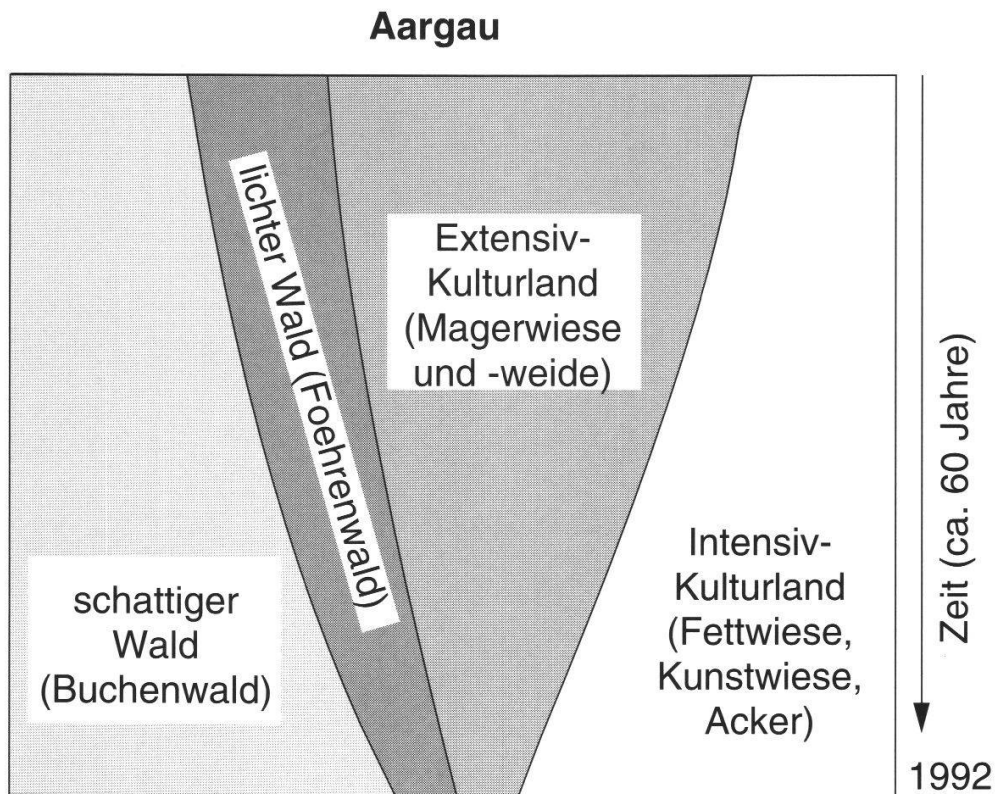 Aargau
lichter Wald (Foehrenwald)
Extensiv-
Kulturland
(Magerwiese
und -weide)
schattiger
Wald
(Buchenwald)
Intensiv-
Kulturland
(Fettwiese,
Kunstwiese,
Acker)
Zeit (ca. 60 Jahre)
1992